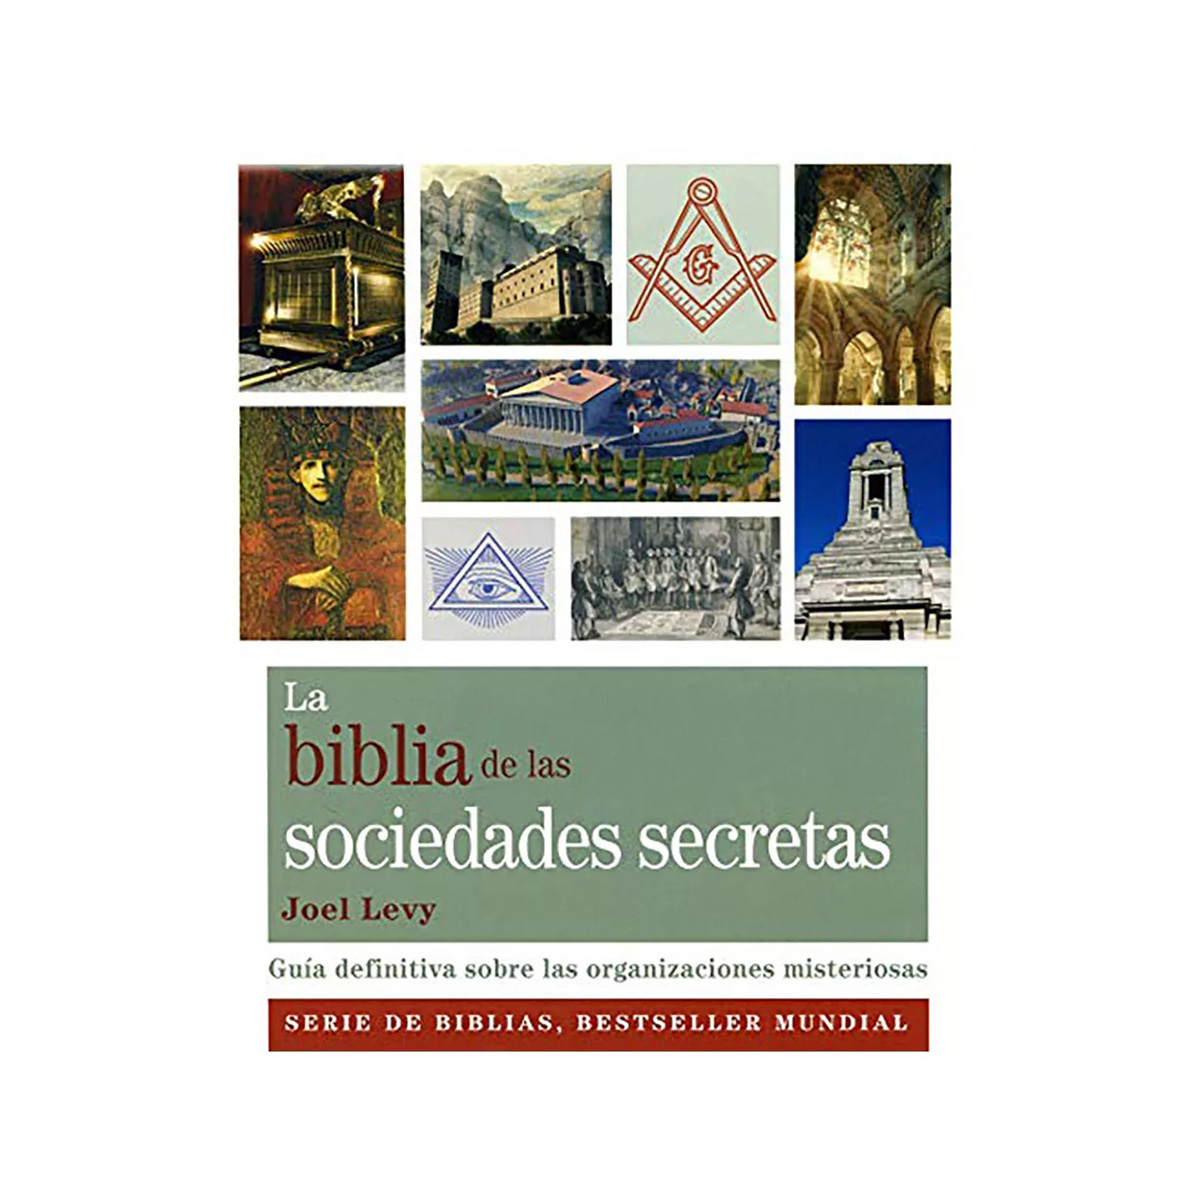 G
La
biblia de las
sociedades secretas
Joel Levy
Guía definitiva sobre las organizaciones misteriosas
SERIE DE BIBLIAS, BESTSELLER MUNDIAL